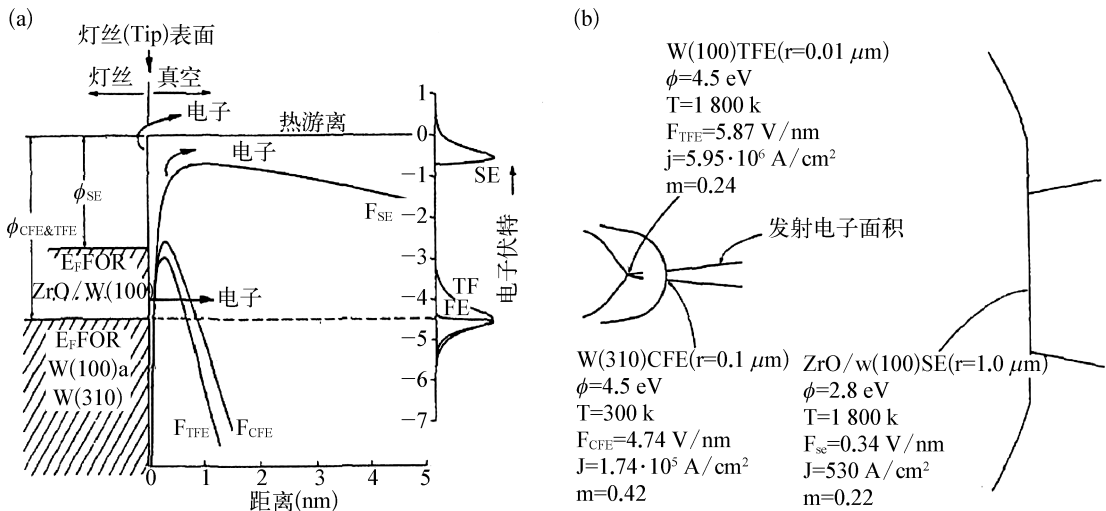 (a)
灯丝(Tip)表面
灯丝 真空
电子
热游离
电子
ϕSE
ϕCFE&TFE
FSE
EFFOR
ZrO/W(100)
电子
EFFOR
W(100)a
W(310)
FTFE
FCFE
0 1 2 3 4 5
距离(nm)
1
0
−1
−2
−3
−4
−5
−6
−7
SE
TF
FE
电子伏特
(b)
W(100)TFE(r=0.01 μm)
ϕ=4.5 eV
T=1 800 k
FTFE=5.87 V/nm
j=5.95·10⁶ A/cm²
m=0.24
发射电子面积
W(310)CFE(r=0.1 μm)
ϕ=4.5 eV
T=300 k
FCFE=4.74 V/nm
J=1.74·10⁵ A/cm²
m=0.42
ZrO/w(100)SE(r=1.0 μm)
ϕ=2.8 eV
T=1 800 k
Fse=0.34 V/nm
J=530 A/cm²
m=0.22